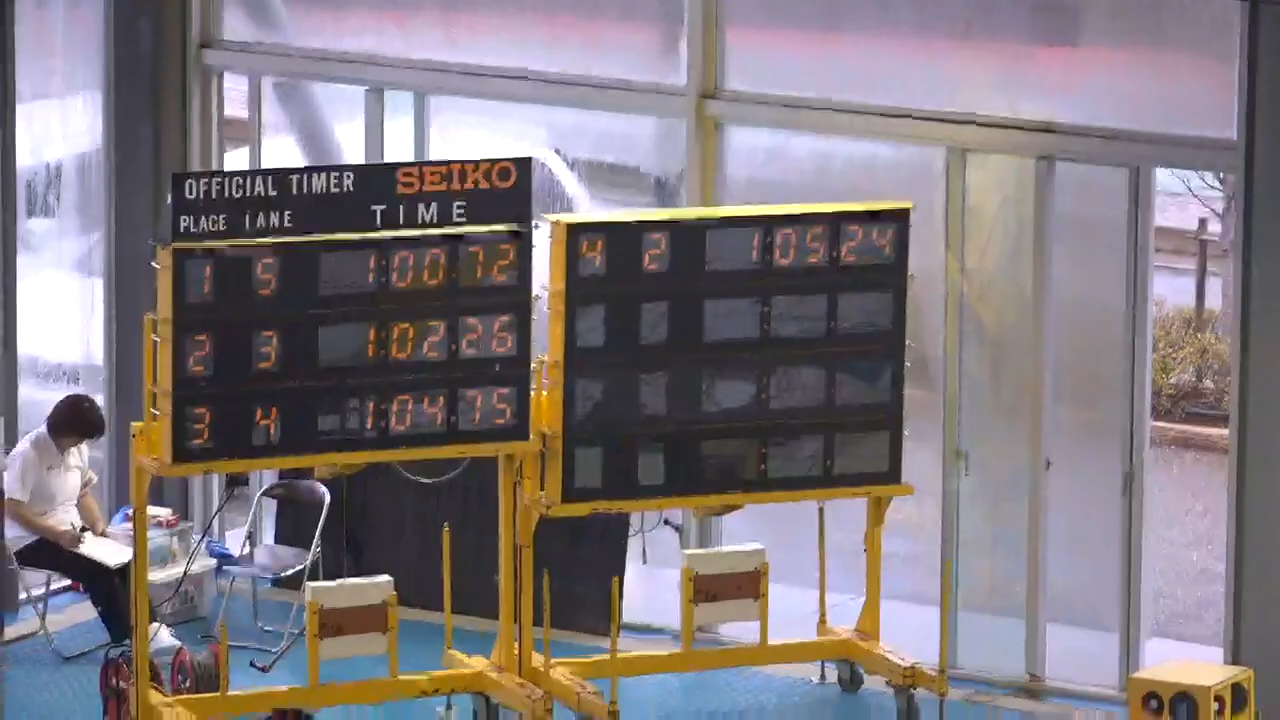 OFFICIAL TIMER SEIKO
PLACE LANE TIME
1 5 1:00.72
2 3 1:02.26
3 4 1:04.75
4 2 1:05.24